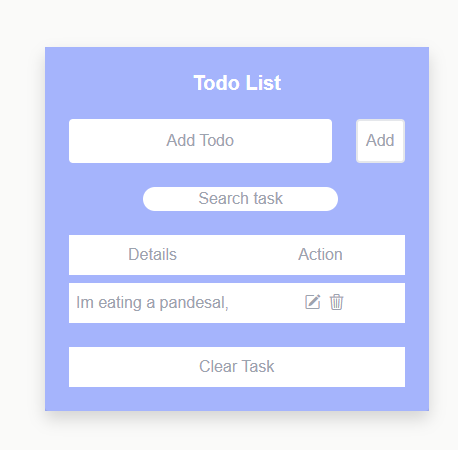 Todo List
Add Todo
Add
Search task
Details Action
Im eating a pandesal,
Clear Task